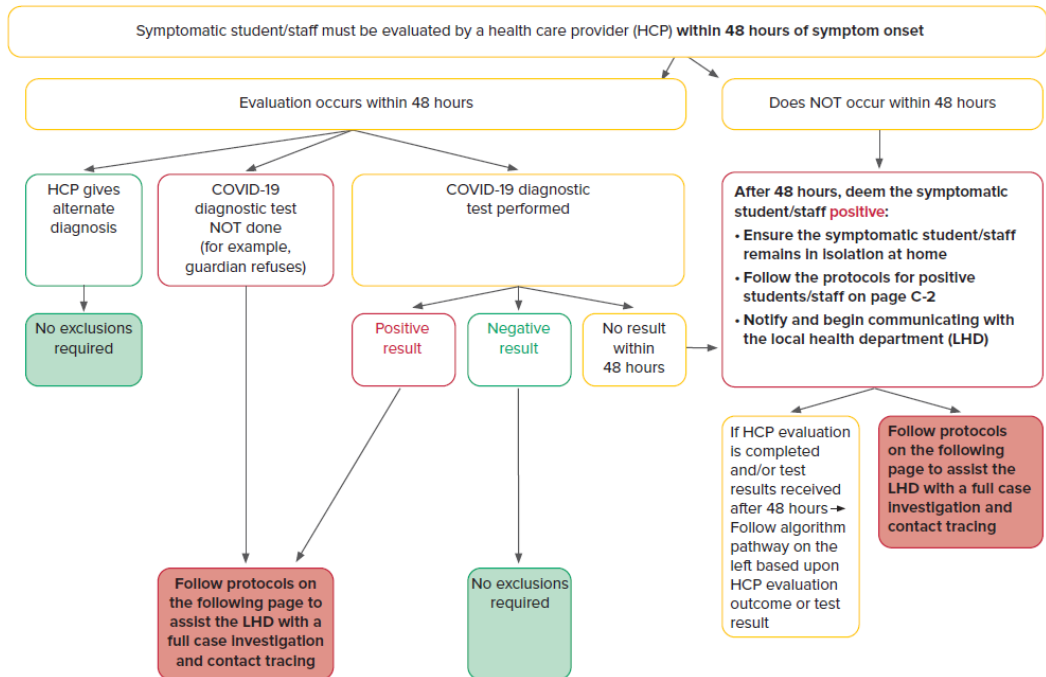 Symptomatic student/staff must be evaluated by a health care provider (HCP) within 48 hours of symptom onset
Evaluation occurs within 48 hours
Does NOT occur within 48 hours
HCP gives
alternate
diagnosis
COVID-19
diagnostic test
NOT done
(for example,
guardian refuses)
COVID-19 diagnostic
test performed
After 48 hours, deem the symptomatic
student/staff positive:
• Ensure the symptomatic student/staff
remains in isolation at home
• Follow the protocols for positive
students/staff on page C-2
• Notify and begin communicating with
the local health department (LHD)
No exclusions
required
Positive
result
Negative
result
No result
within
48 hours
If HCP evaluation
is completed
and/or test
results received
after 48 hours →
Follow algorithm
pathway on the
left based upon
HCP evaluation
outcome or test
result
Follow protocols
on the following
page to assist the
LHD with a full case
investigation and
contact tracing
Follow protocols on
the following page to
assist the LHD with a
full case investigation
and contact tracing
No exclusions
required